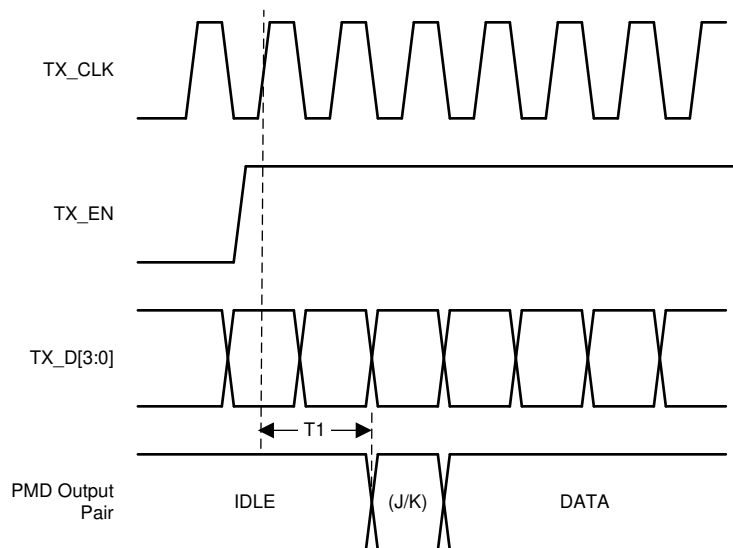 TX_CLK
TX_EN
TX_D[3:0]
T1
PMD Output
Pair
IDLE
(J/K)
DATA